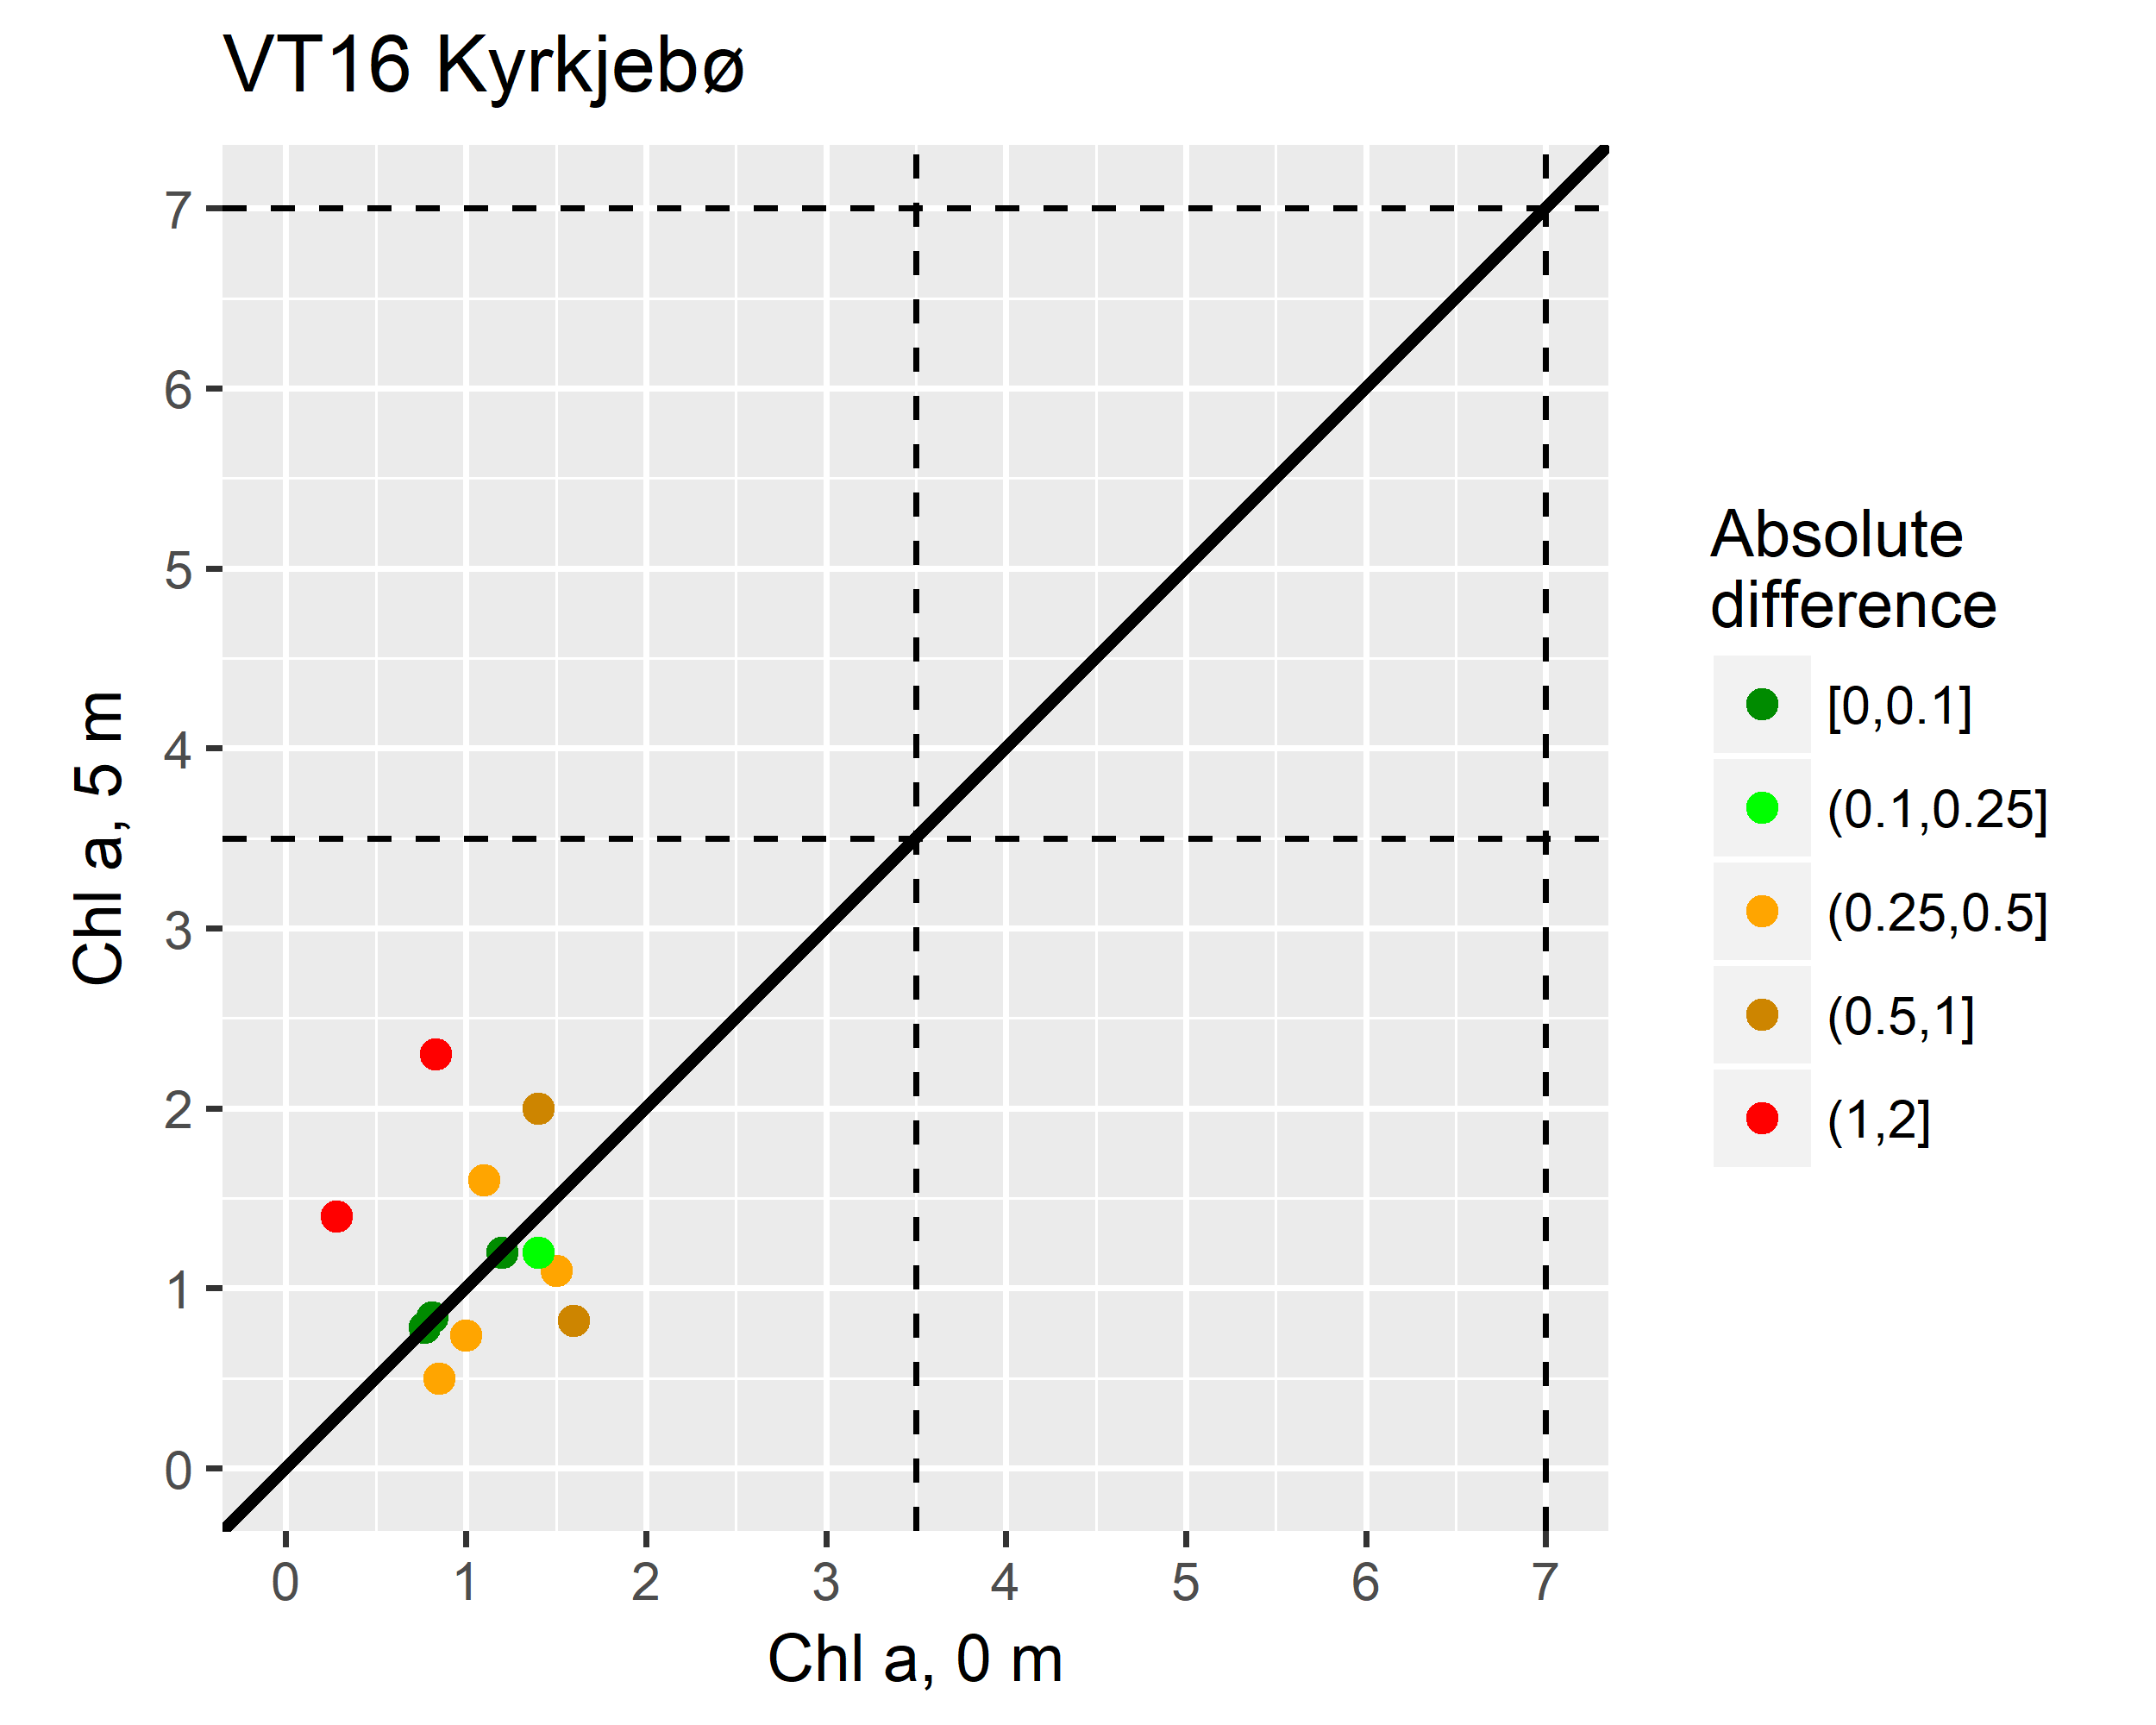 VT16 Kyrkjebø
7
6
5
4
3
2
1
0
Chl a, 5 m
0 1 2 3 4 5 6 7
Chl a, 0 m
Absolute
difference
[0,0.1]
(0.1,0.25]
(0.25,0.5]
(0.5,1]
(1,2]